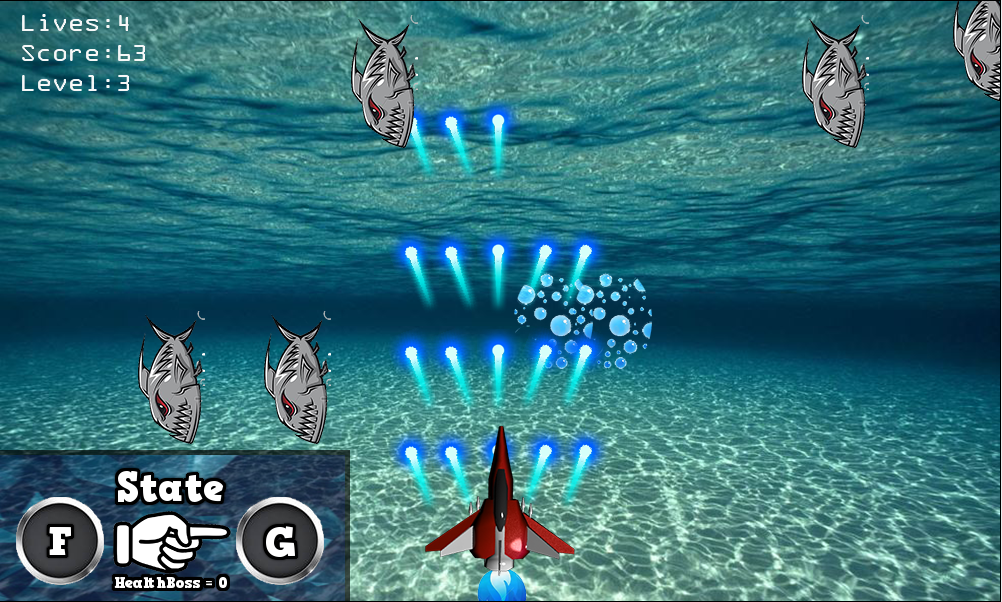 Lives:4
Score:63
Level:3
State
F G
HealthBoss = 0